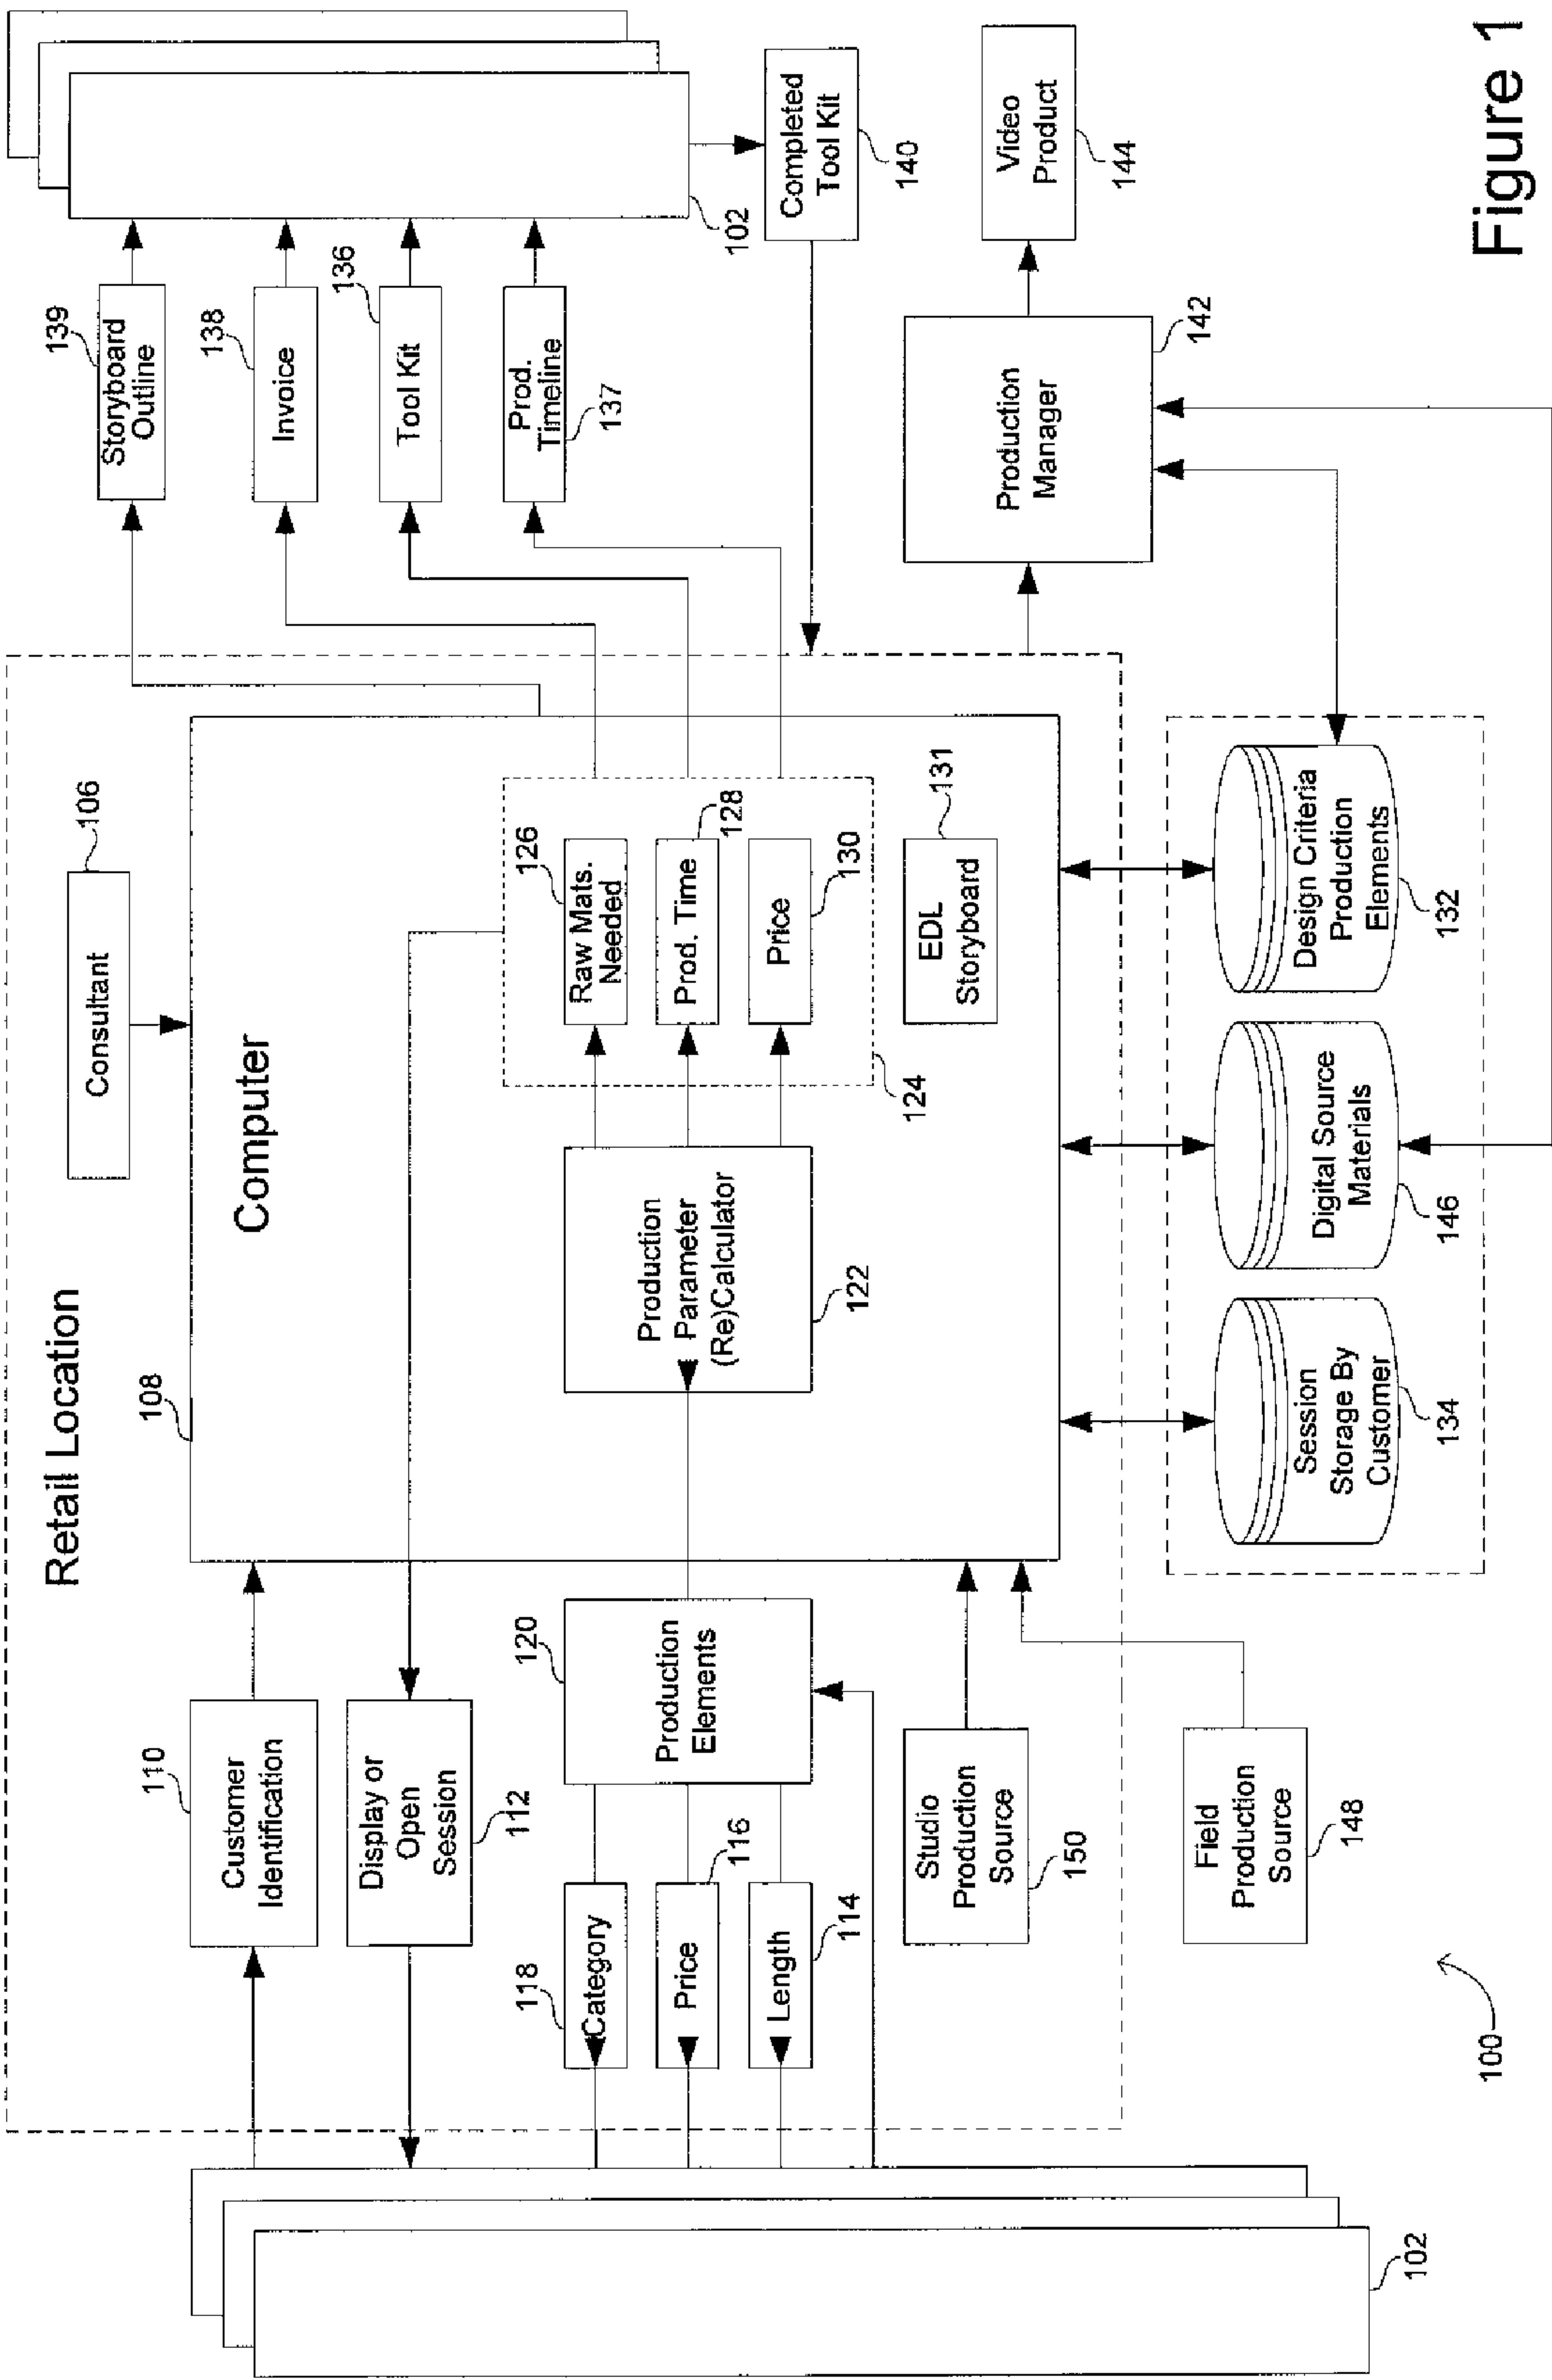 Retail Location
Consultant
106
108
Computer
110
Customer
Identification
Display or
Open
Session
112
118
Category
Price
116
Length
114
120
Production
Elements
Production
Parameter
(Re)Calculator
122
124
126
Raw Mats.
Needed
Prod. Time
128
Price
130
EDL
Storyboard
131
139
Storyboard
Outline
138
Invoice
136
Tool Kit
Prod.
Timeline
137
102
Completed
Tool Kit
140
Studio
Production
Source
150
Field
Production
Source
148
Session
Storage By
Customer
134
Digital Source
Materials
146
Design Criteria
Production
Elements
132
Production
Manager
142
Video
Product
144
102
100
Figure 1